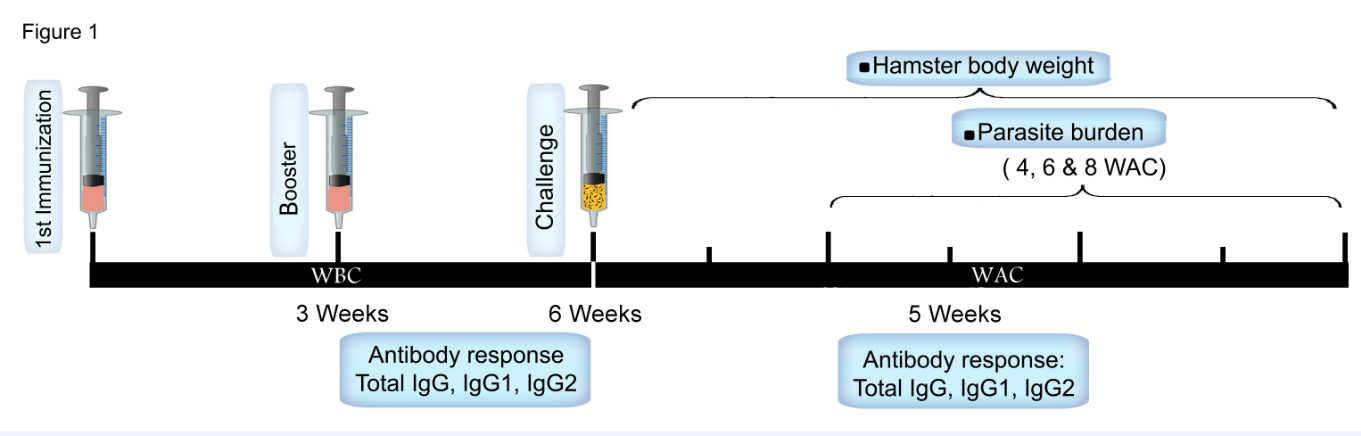 Figure 1
1st Immunization
Booster
Challenge
▪Hamster body weight
▪Parasite burden
( 4, 6 & 8 WAC)
WBC
WAC
3 Weeks
6 Weeks
5 Weeks
Antibody response
Total IgG, IgG1, IgG2
Antibody response:
Total IgG, IgG1, IgG2